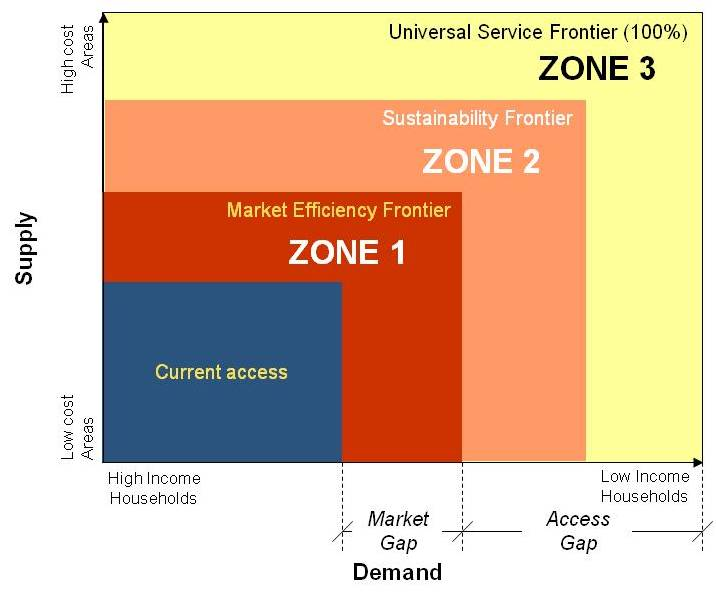 High cost
Areas
Universal Service Frontier (100%)
ZONE 3
Sustainability Frontier
ZONE 2
Market Efficiency Frontier
ZONE 1
Supply
Current access
Low cost
Areas
High Income
Households
Low Income
Households
Market
Gap
Access
Gap
Demand